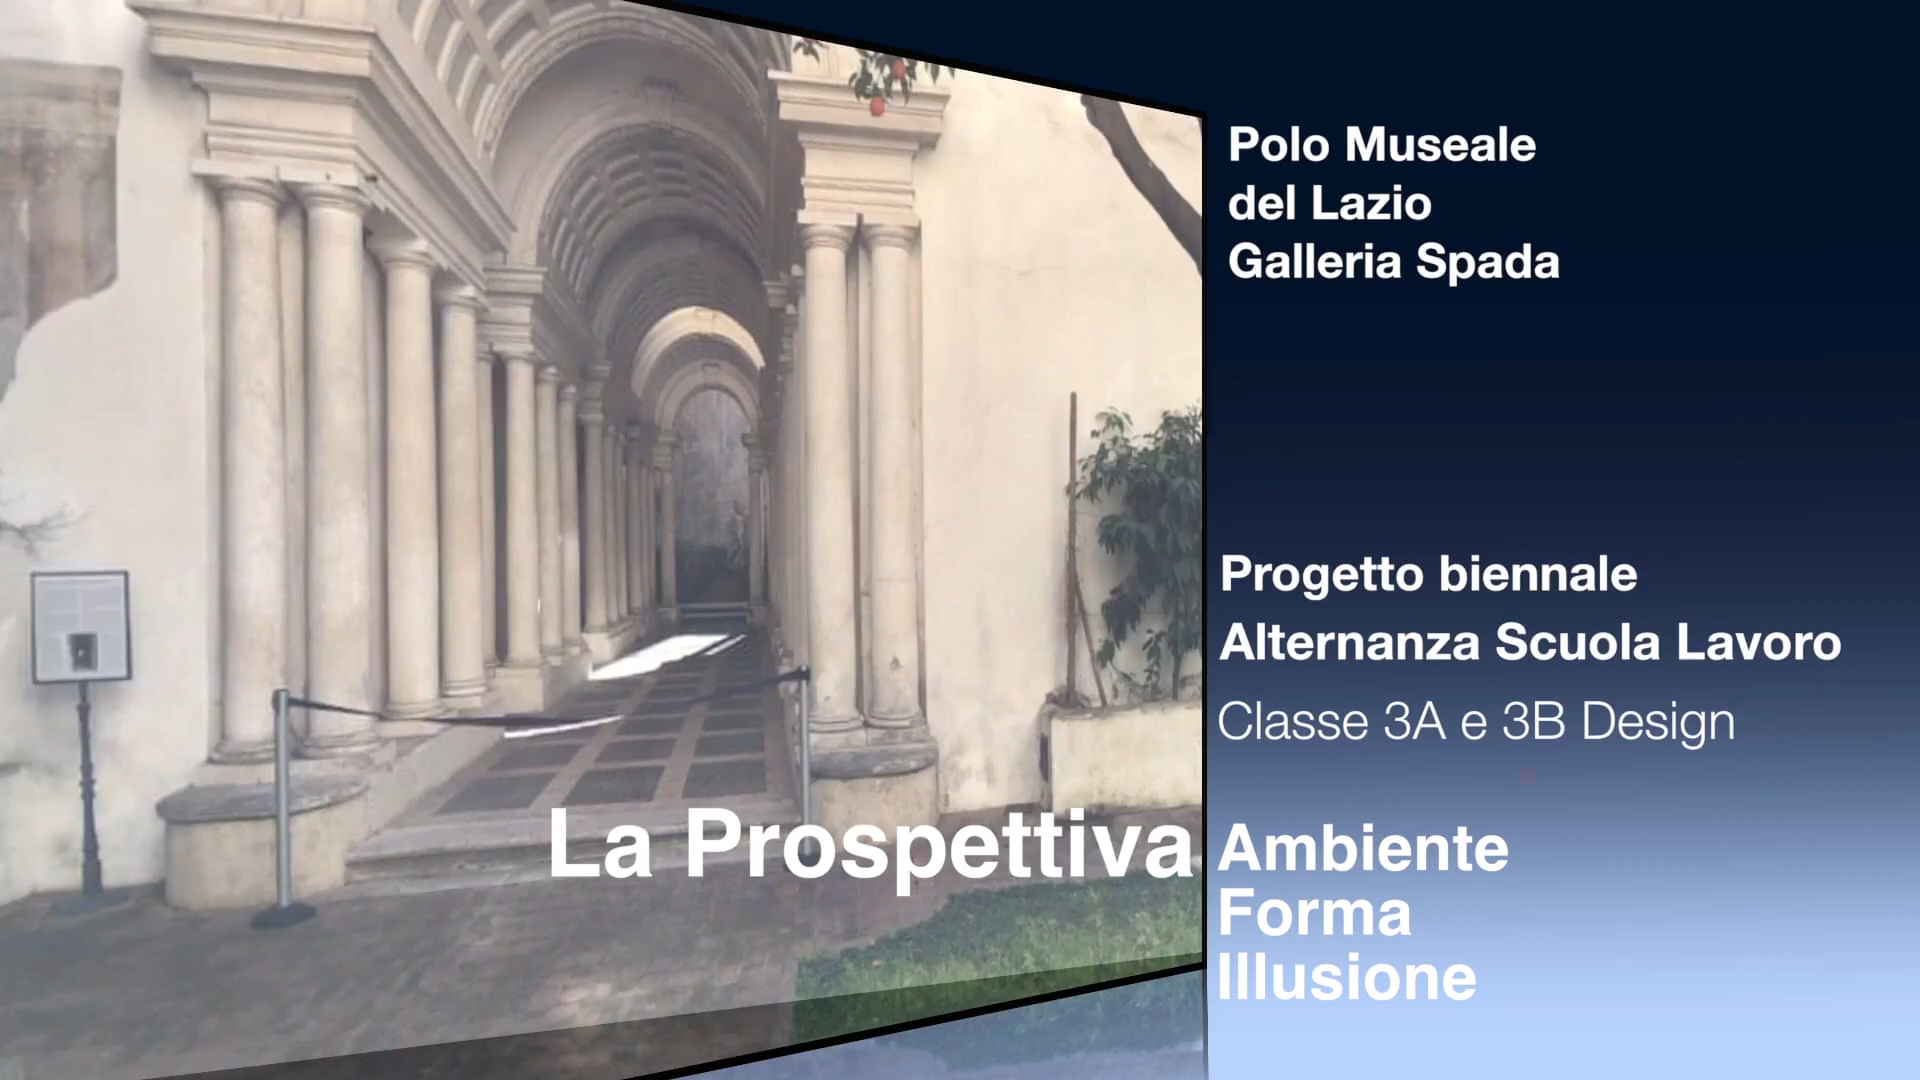 Polo Museale
del Lazio
Galleria Spada
Progetto biennale
Alternanza Scuola Lavoro
Classe 3A e 3B Design
La Prospettiva
Ambiente
Forma
Illusione